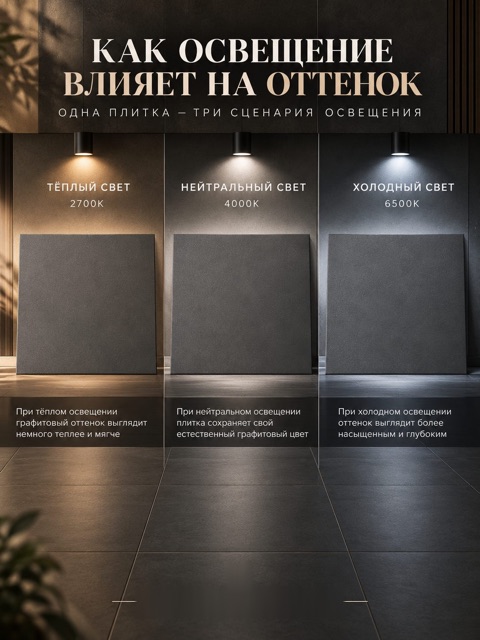 КАК ОСВЕЩЕНИЕ
ВЛИЯЕТ НА ОТТЕНОК
ОДНА ПЛИТКА – ТРИ СЦЕНАРИЯ ОСВЕЩЕНИЯ
ТЁПЛЫЙ СВЕТ
2700K
НЕЙТРАЛЬНЫЙ СВЕТ
4000K
ХОЛОДНЫЙ СВЕТ
6500K
При тёплом освещении
графитовый оттенок выглядит
немного теплее и мягче
При нейтральном освещении
плитка сохраняет свой
естественный графитовый цвет
При холодном освещении
оттенок выглядит более
насыщенным и глубоким